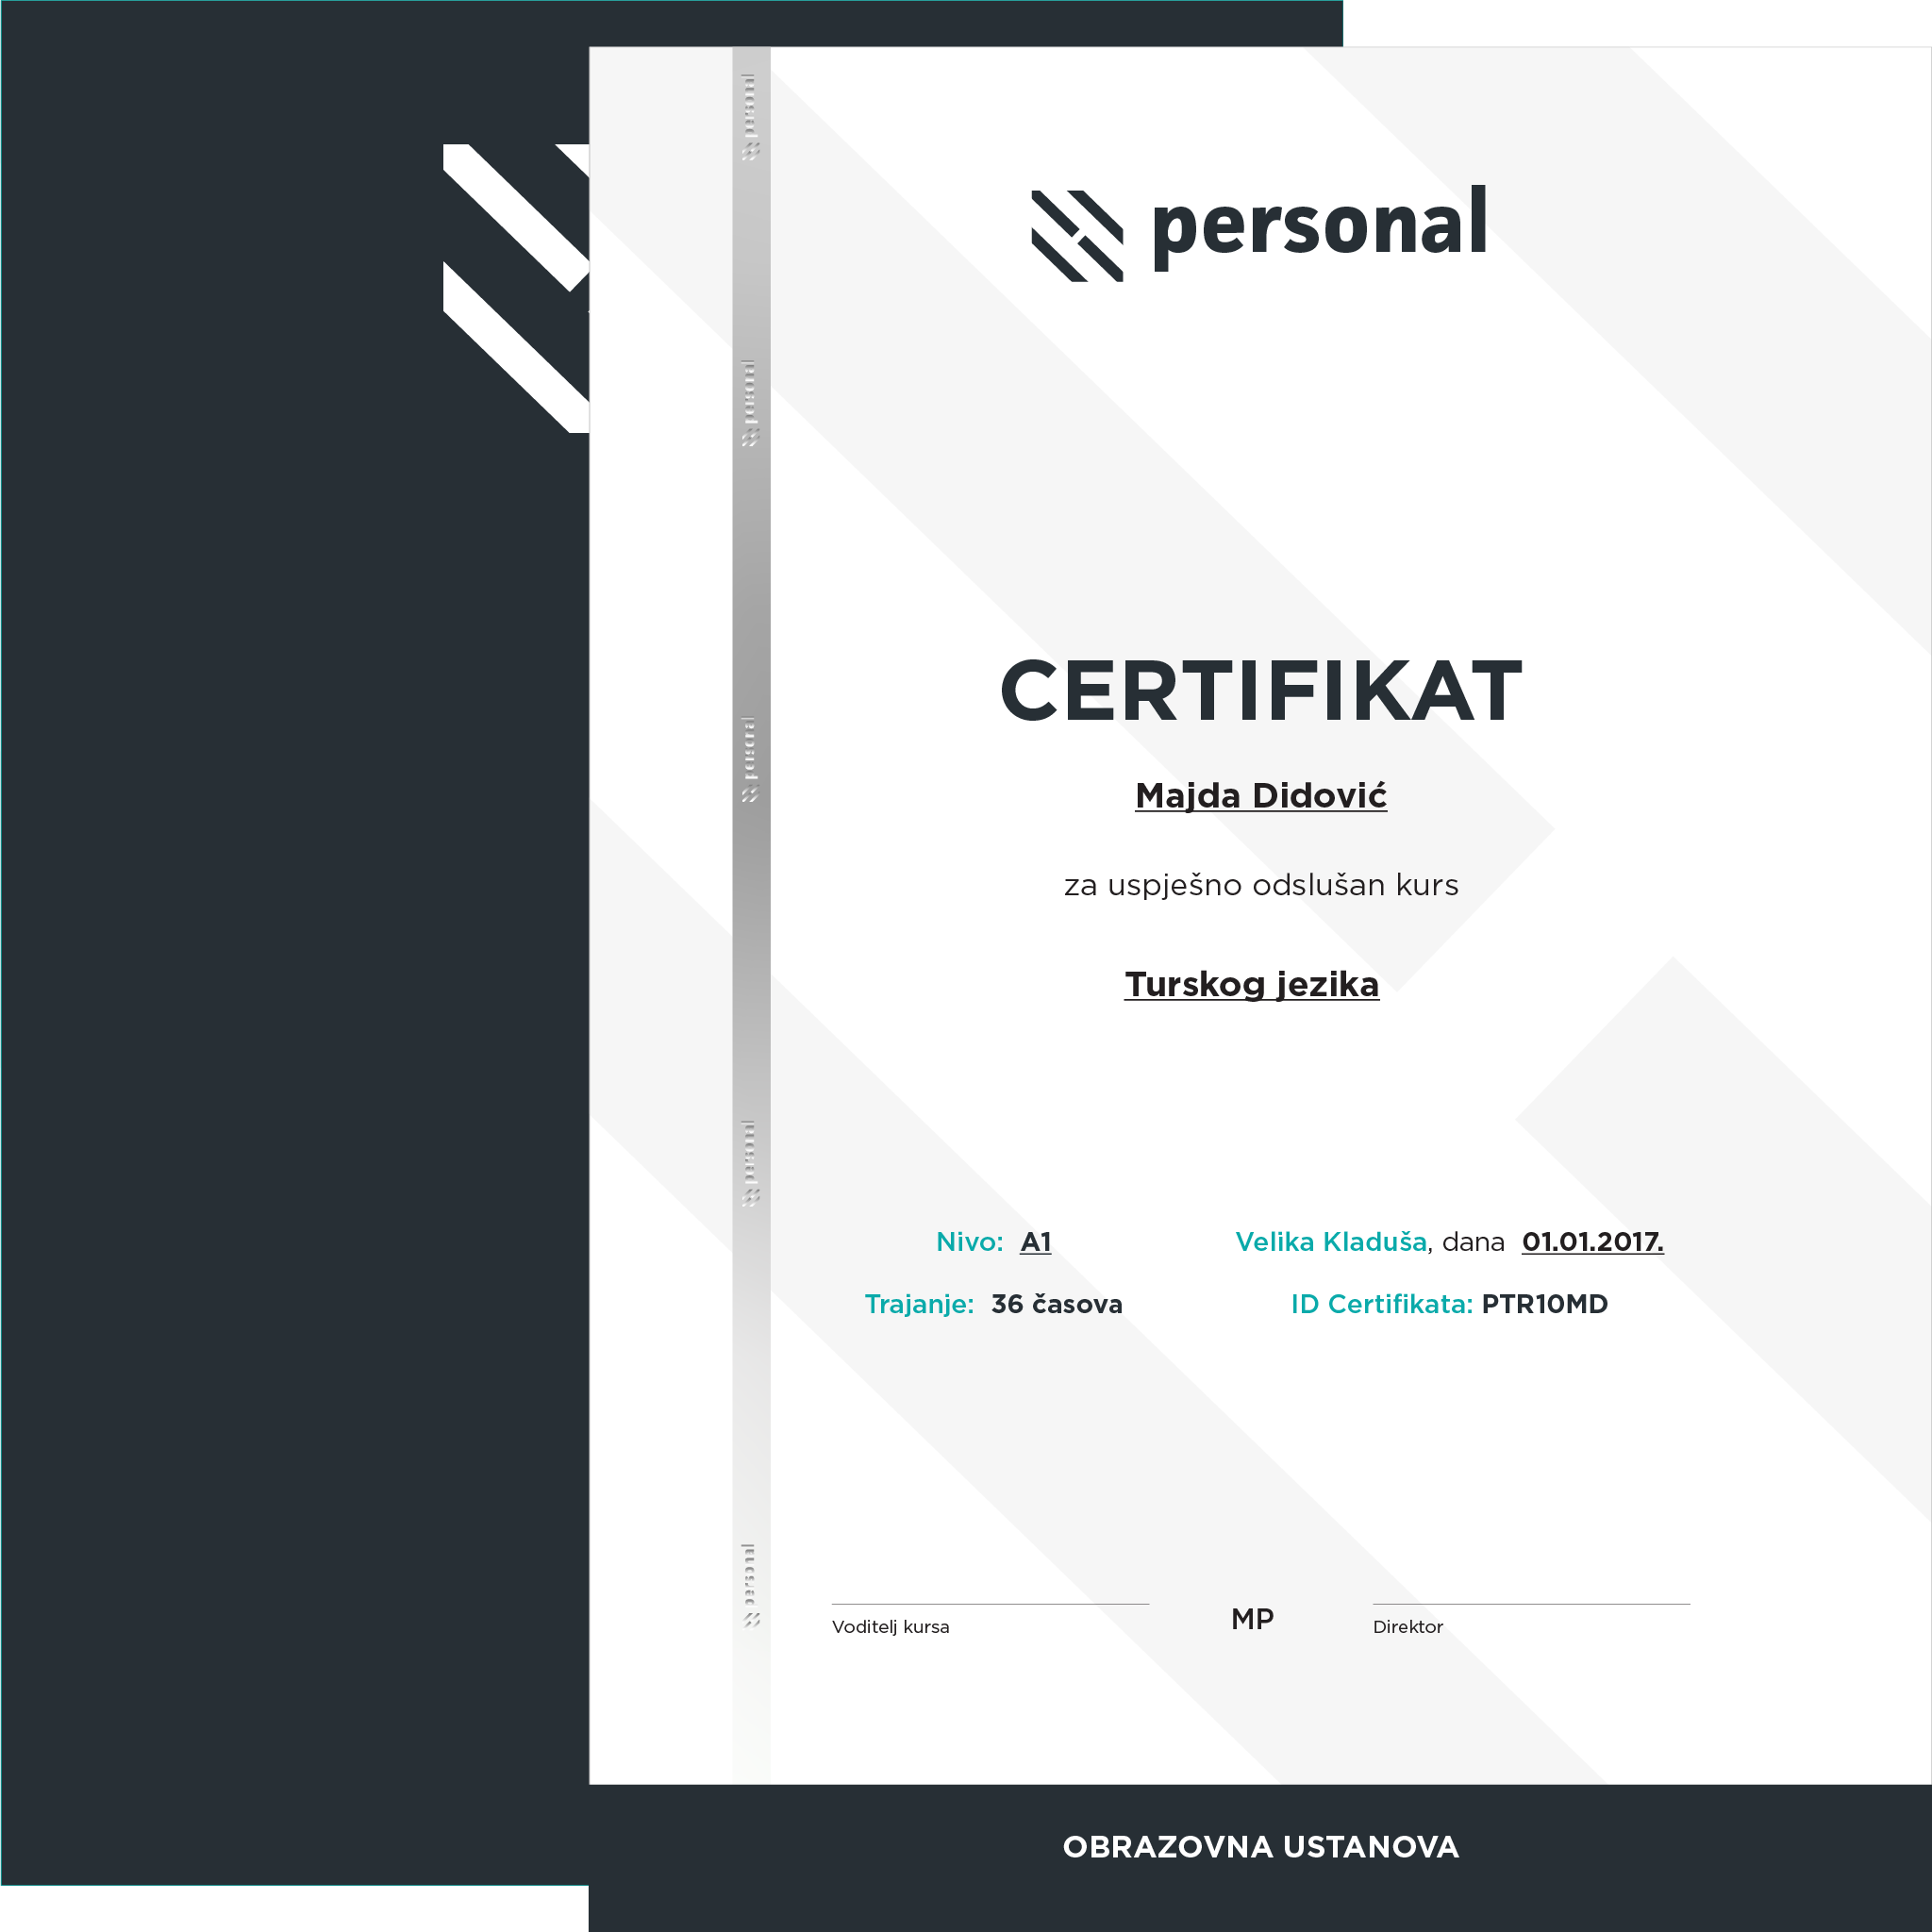 personal
personal
personal
personal
personal
personal
CERTIFIKAT
Majda Didović
za uspješno odslušan kurs
Turskog jezika
Nivo: A1
Velika Kladuša, dana 01.01.2017.
Trajanje: 36 časova
ID Certifikata: PTR10MD
Voditelj kursa
MP
Direktor
OBRAZOVNA USTANOVA